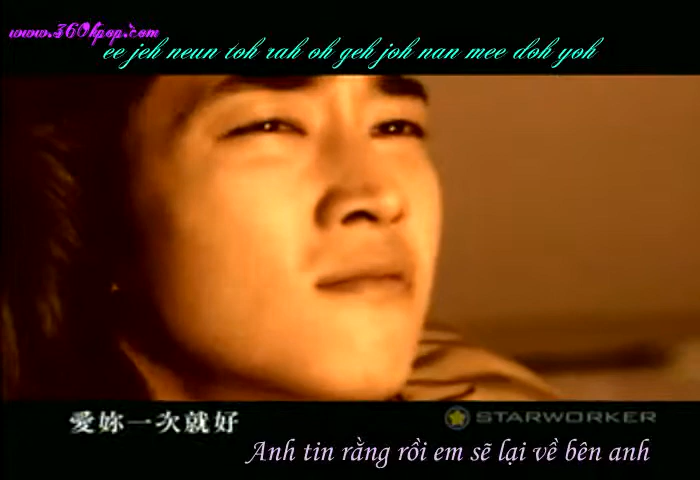 www.360kpop.com
ee jeh neun toh rah oh geh joh nan mee doh yoh
愛妳一次就好
STARWORKER
Anh tin rằng rồi em sẽ lại về bên anh